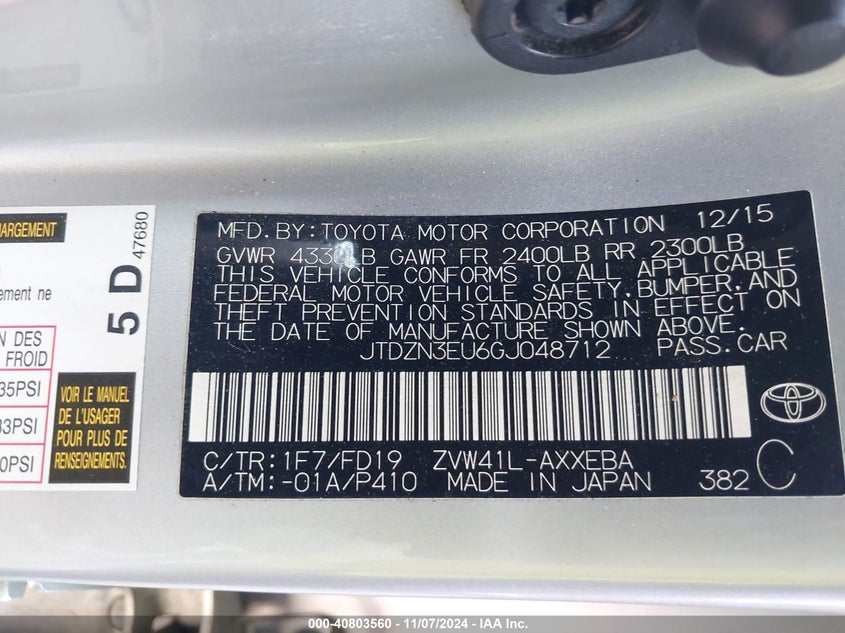 HARGEMENT
ement ne
N DES
FROID
35PSI
33PSI
0PSI
5 D 47680
VOIR LE MANUEL
DE L'USAGER
POUR PLUS DE
RENSEIGNEMENTS.
MFD. BY: TOYOTA MOTOR CORPORATION 12/15
GVWR 4330LB GAWR FR 2400LB RR 2300LB
THIS VEHICLE CONFORMS TO ALL APPLICABLE
FEDERAL MOTOR VEHICLE SAFETY, BUMPER, AND
THEFT PREVENTION STANDARDS IN EFFECT ON
THE DATE OF MANUFACTURE SHOWN ABOVE.
JTDZN3EU6GJ048712 PASS. CAR
C/TR: 1F7/FD19 ZVW41L-AXXEBA
A/TM: -01A/P410 MADE IN JAPAN 382 C
000-40803560 - 11/07/2024 - IAA Inc.